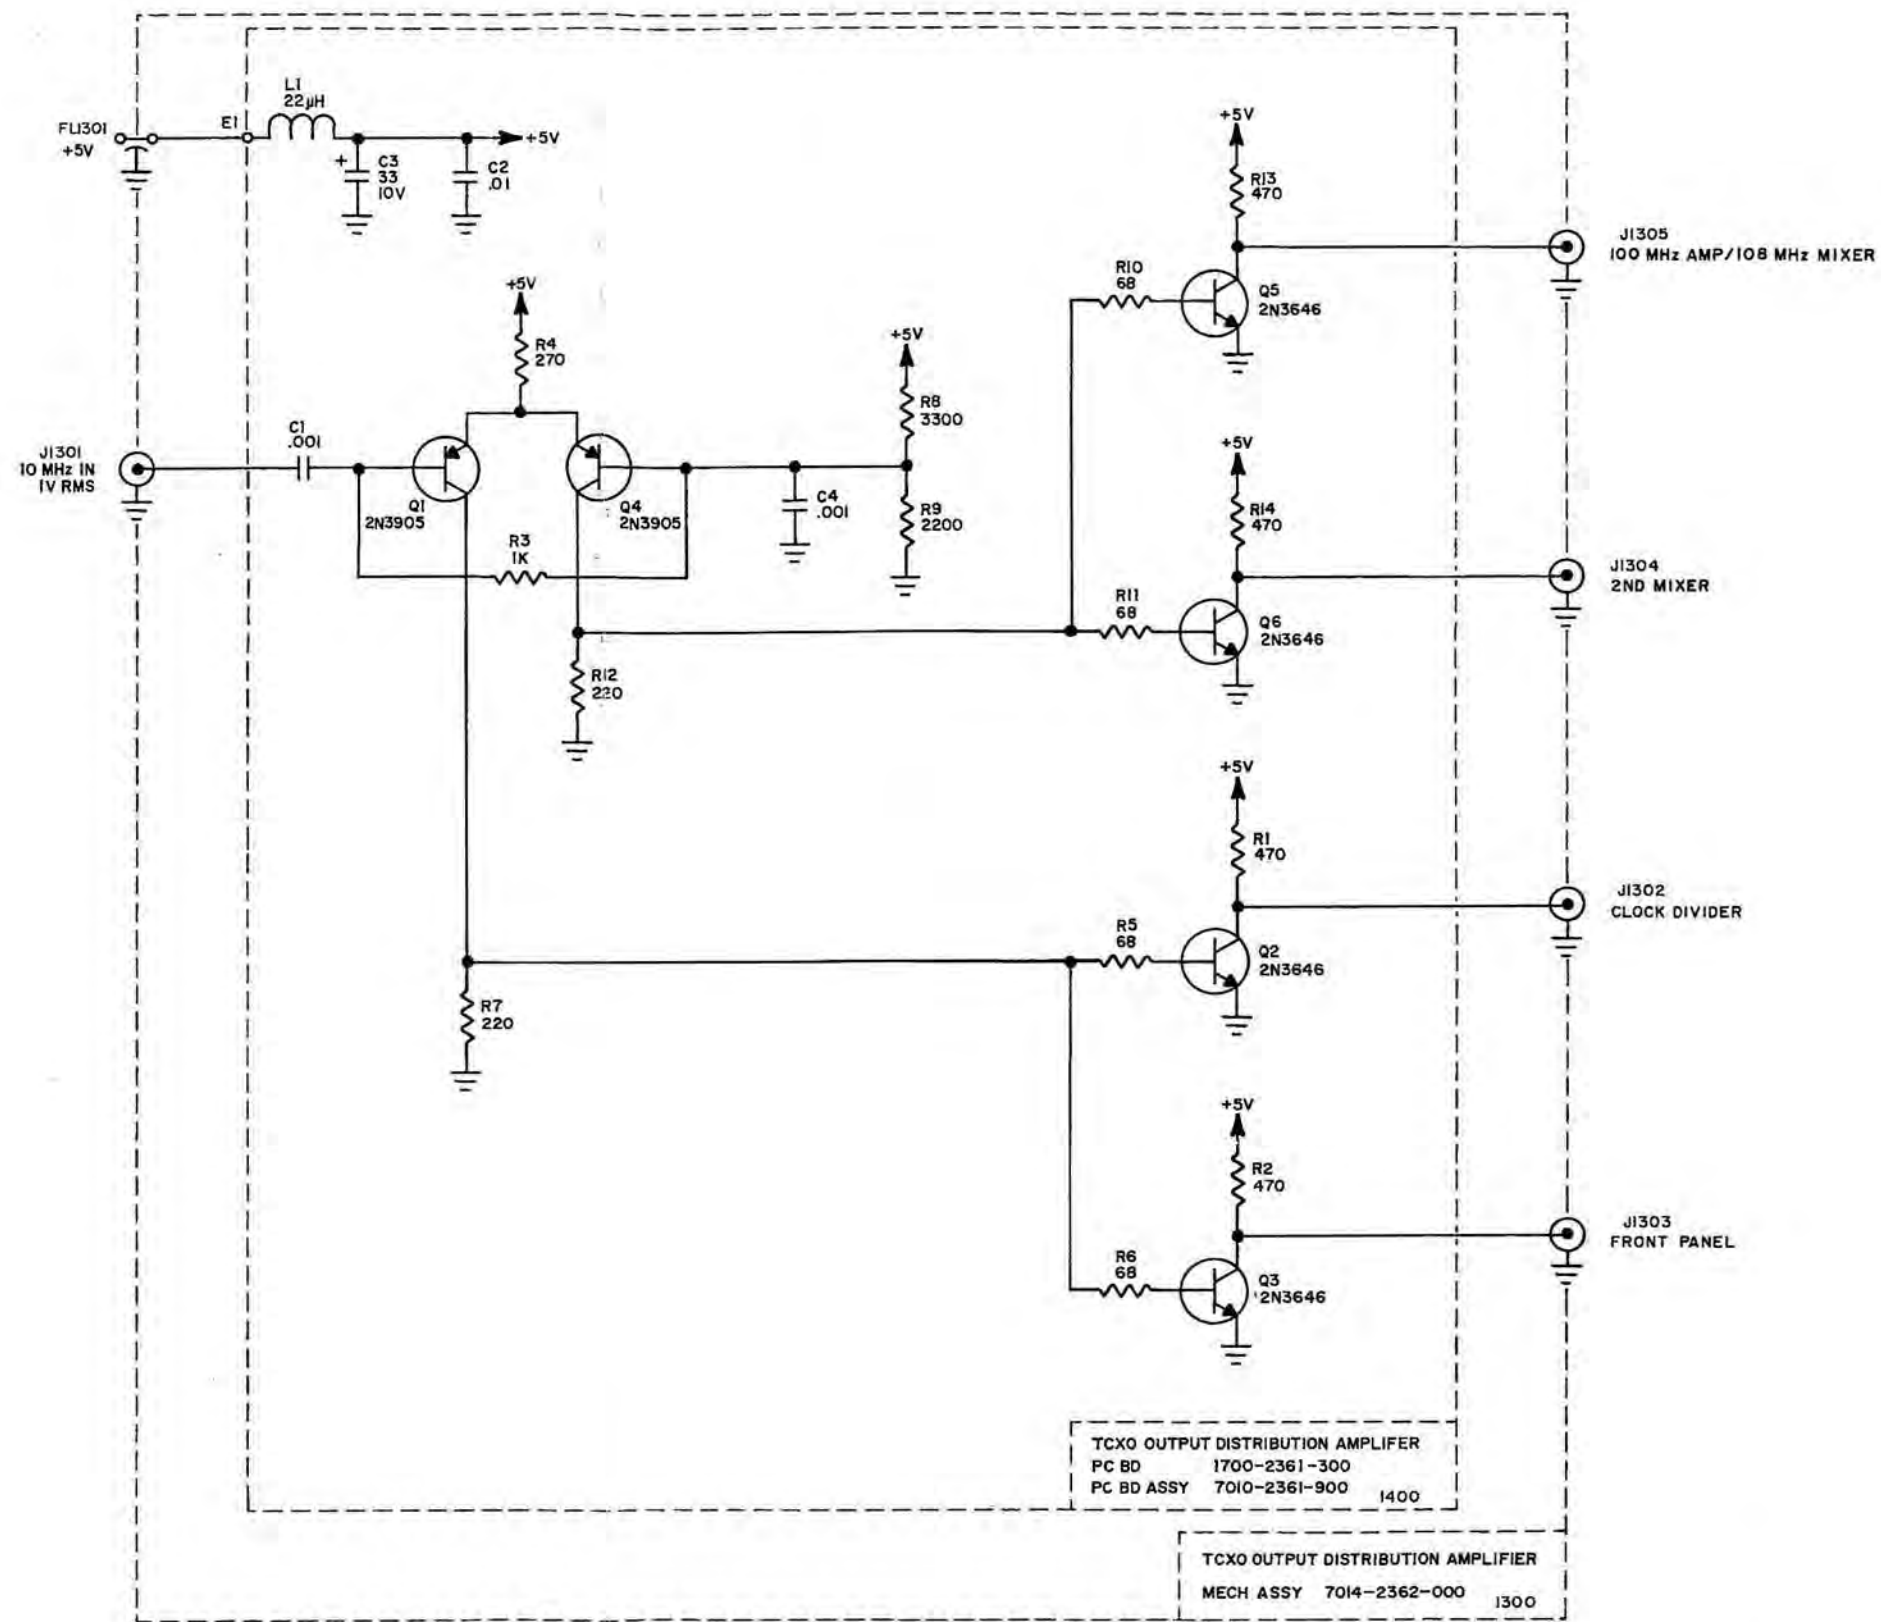 L1
22µH
FL1301
+5V
E1
+5V
+
C3
33
10V
C2
.01
+5V
R13
470
J1305
100 MHz AMP/108 MHz MIXER
R10
68
Q5
2N3646
+5V
R4
270
+5V
R8
3300
C1
.001
J1301
10 MHz IN
1V RMS
Q1
2N3905
Q4
2N3905
C4
.001
R9
2200
R3
1K
+5V
R14
470
J1304
2ND MIXER
R11
68
Q6
2N3646
R12
220
+5V
R1
470
J1302
CLOCK DIVIDER
R5
68
Q2
2N3646
R7
220
+5V
R2
470
J1303
FRONT PANEL
R6
68
Q3
2N3646
TCXO OUTPUT DISTRIBUTION AMPLIFER
PC BD 1700-2361-300
PC BD ASSY 7010-2361-900 1400
TCXO OUTPUT DISTRIBUTION AMPLIFIER
MECH ASSY 7014-2362-000 1300